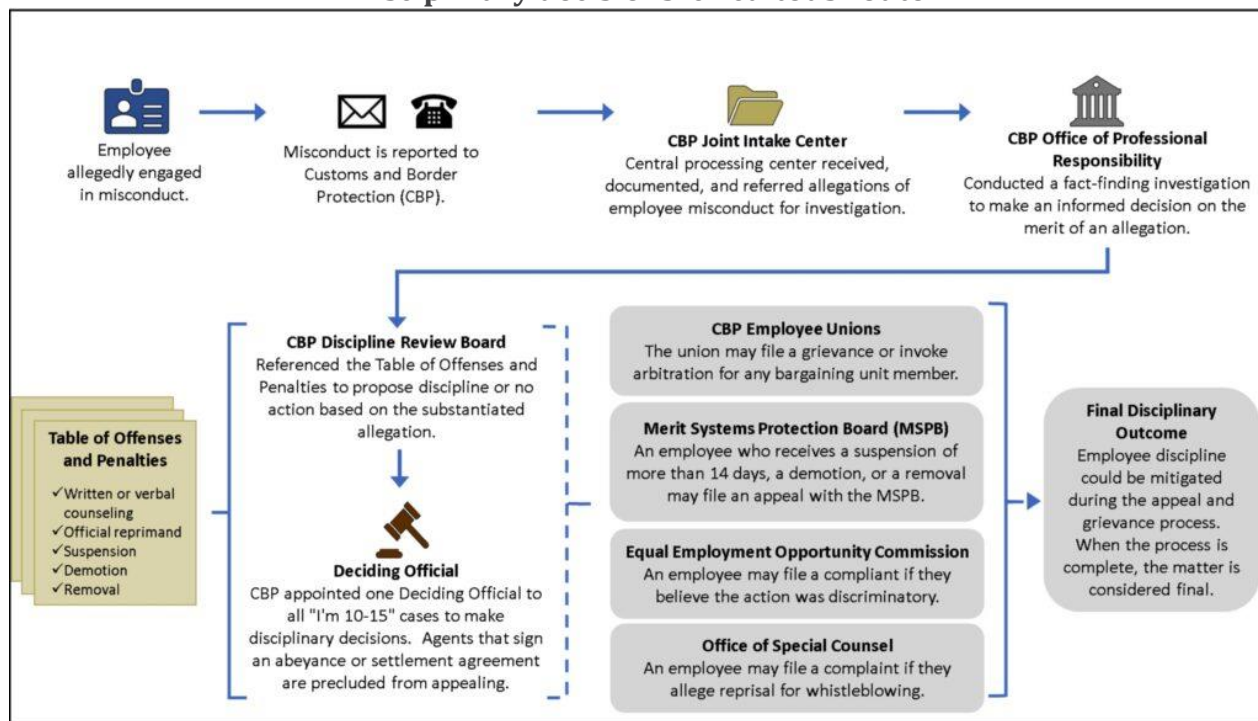 Employee
allegedly engaged
in misconduct.
Misconduct is reported to
Customs and Border
Protection (CBP).
CBP Joint Intake Center
Central processing center received,
documented, and referred allegations of
employee misconduct for investigation.
CBP Office of Professional
Responsibility
Conducted a fact-finding investigation
to make an informed decision on the
merit of an allegation.
Table of Offenses
and Penalties
✓Written or verbal
counseling
✓Official reprimand
✓Suspension
✓Demotion
✓Removal
CBP Discipline Review Board
Referenced the Table of Offenses and
Penalties to propose discipline or no
action based on the substantiated
allegation.
Deciding Official
CBP appointed one Deciding Official to
all "I'm 10-15" cases to make
disciplinary decisions. Agents that sign
an abeyance or settlement agreement
are precluded from appealing.
CBP Employee Unions
The union may file a grievance or invoke
arbitration for any bargaining unit member.
Merit Systems Protection Board (MSPB)
An employee who receives a suspension of
more than 14 days, a demotion, or a removal
may file an appeal with the MSPB.
Equal Employment Opportunity Commission
An employee may file a compliant if they
believe the action was discriminatory.
Office of Special Counsel
An employee may file a complaint if they
allege reprisal for whistleblowing.
Final Disciplinary
Outcome
Employee discipline
could be mitigated
during the appeal and
grievance process.
When the process is
complete, the matter is
considered final.